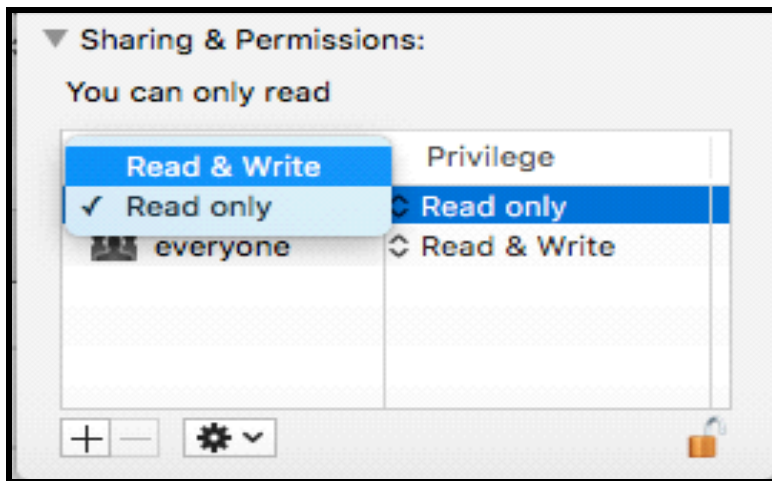 Sharing & Permissions:
You can only read
Privilege
Read & Write
✓ Read only
Read only
everyone
Read & Write